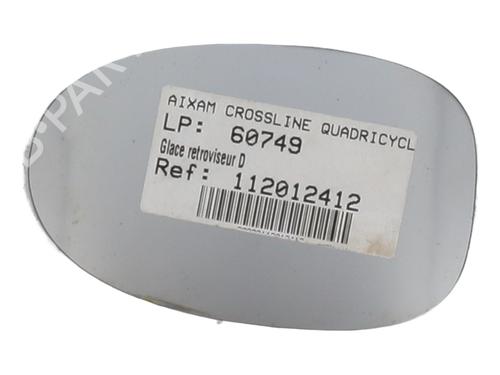 AIXAM CROSSLINE QUADRICYCL
LP: 60749
Glace retroviseur D
Ref: 112012412